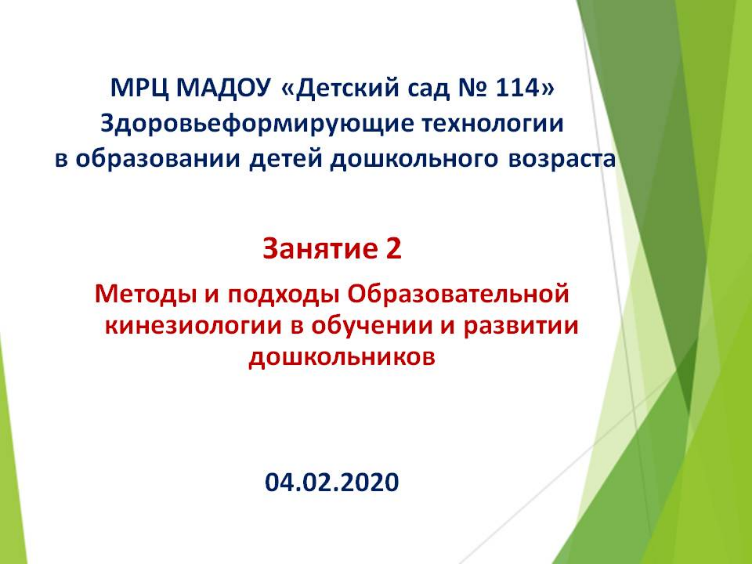 МРЦ МАДОУ «Детский сад № 114»
Здоровьеформирующие технологии
в образовании детей дошкольного возраста
Занятие 2
Методы и подходы Образовательной
кинезиологии в обучении и развитии
дошкольников
04.02.2020